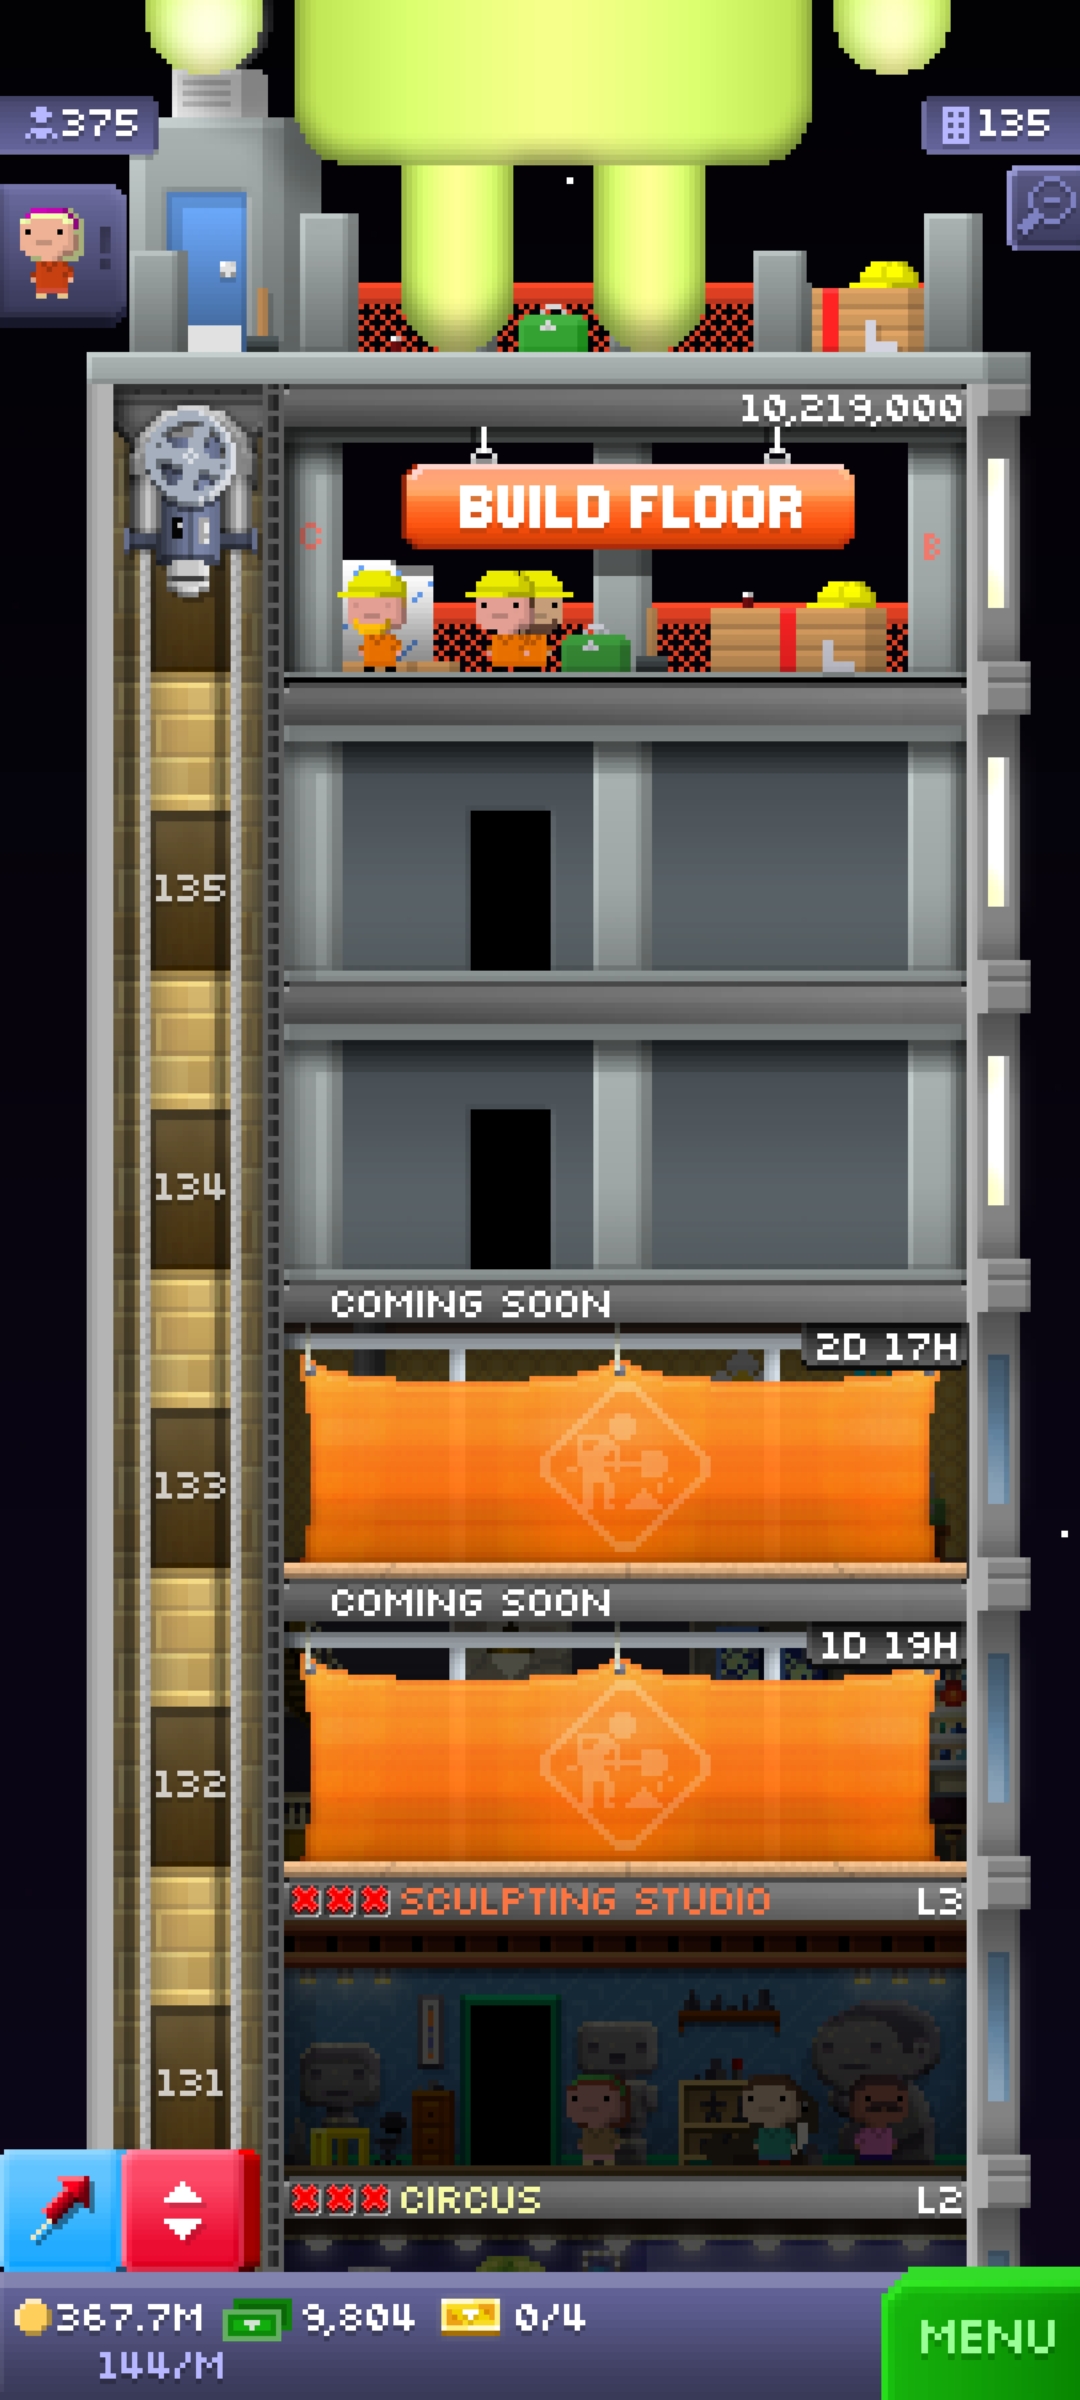 375
135
10,219,000
C
BUILD FLOOR
B
135
134
COMING SOON
2D 17H
133
COMING SOON
1D 19H
132
SCULPTING STUDIO L3
131
CIRCUS L2
367.7M 9,804 0/4
144/M
MENU